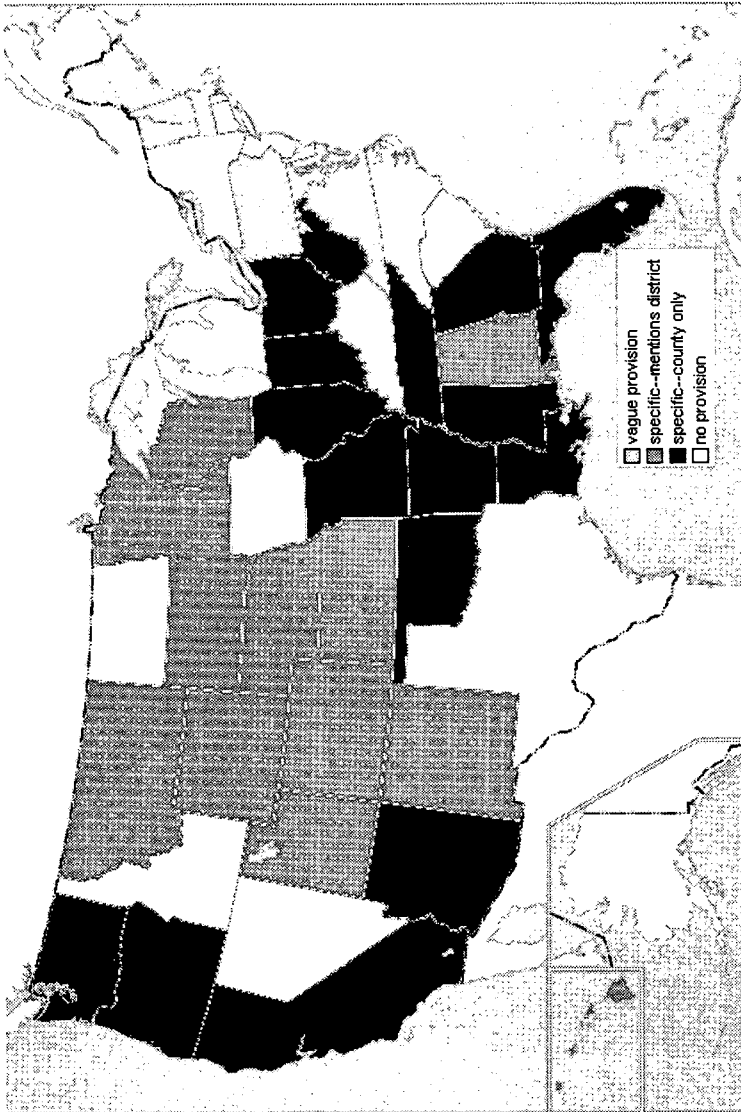 vague provision
specific--mentions district
specific--county only
no provision